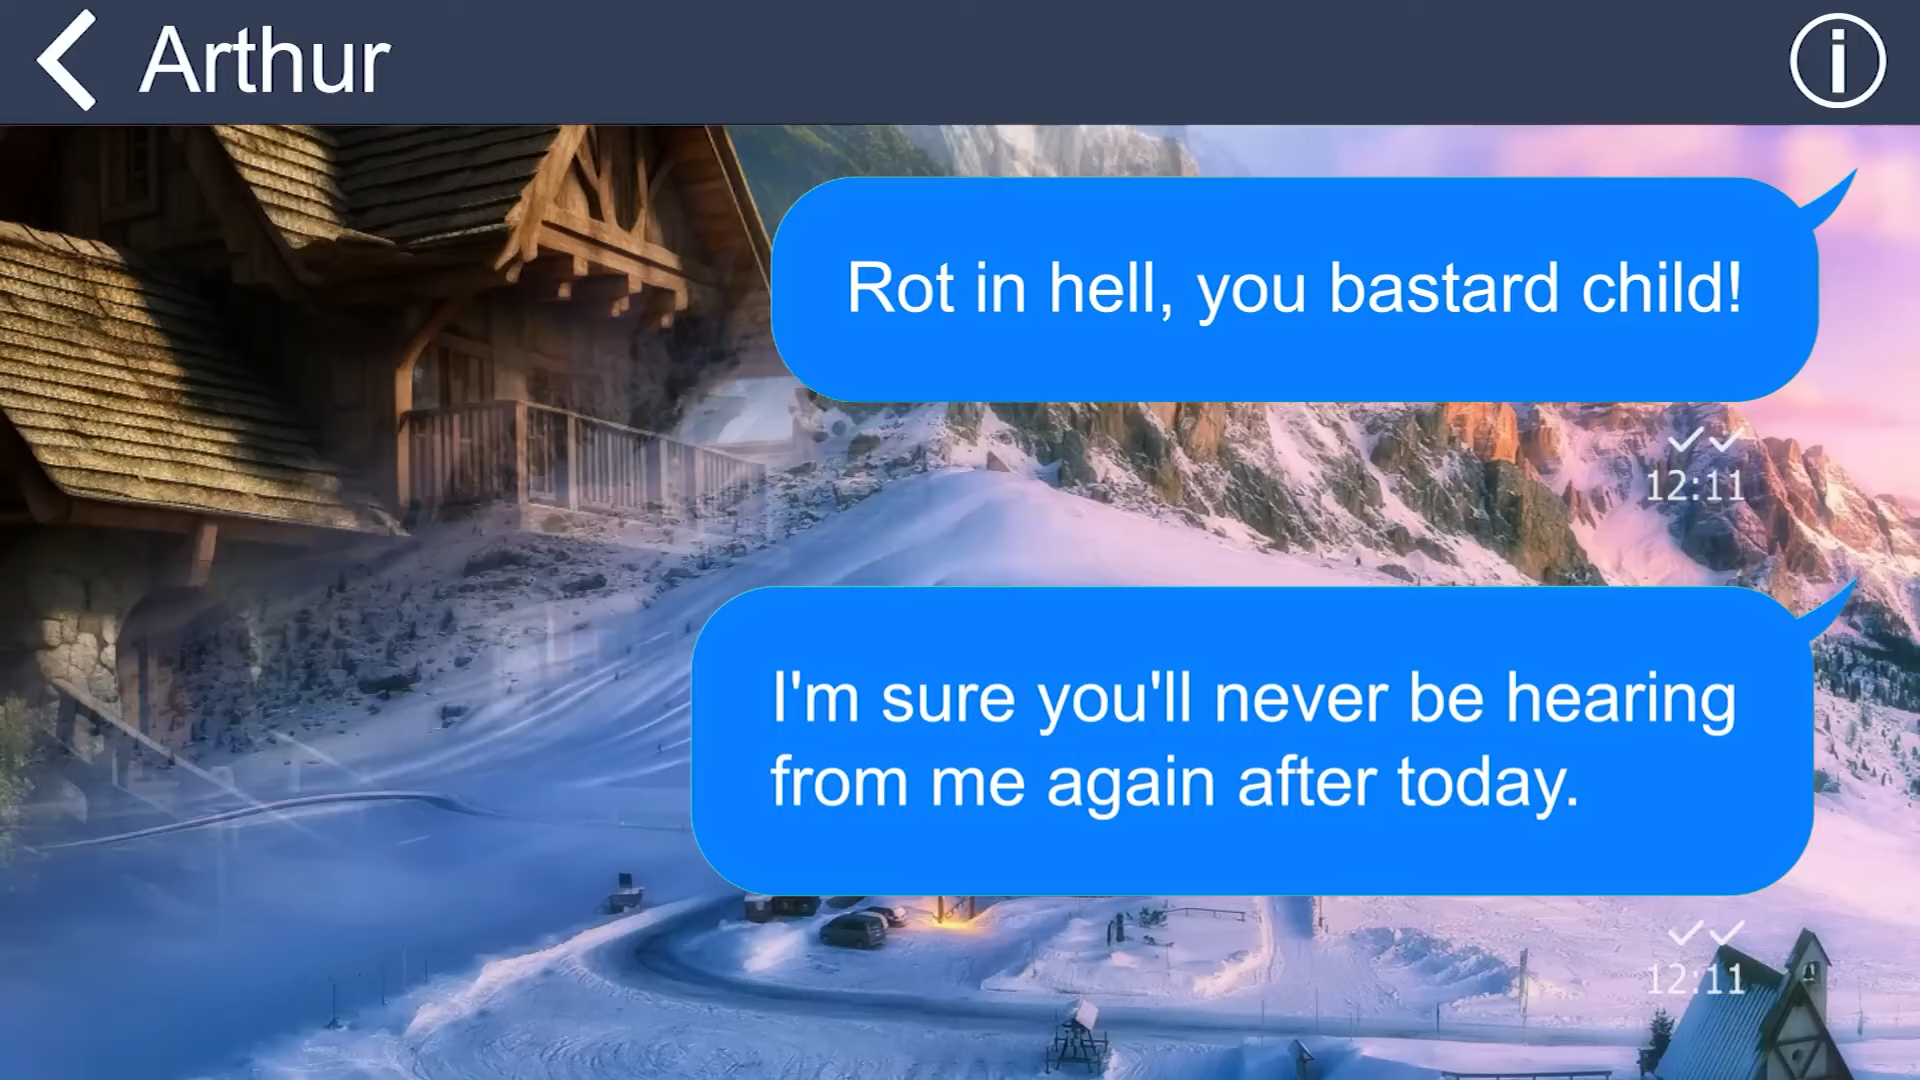 Arthur
Rot in hell, you bastard child!
12:11
I'm sure you'll never be hearing
from me again after today.
12:11